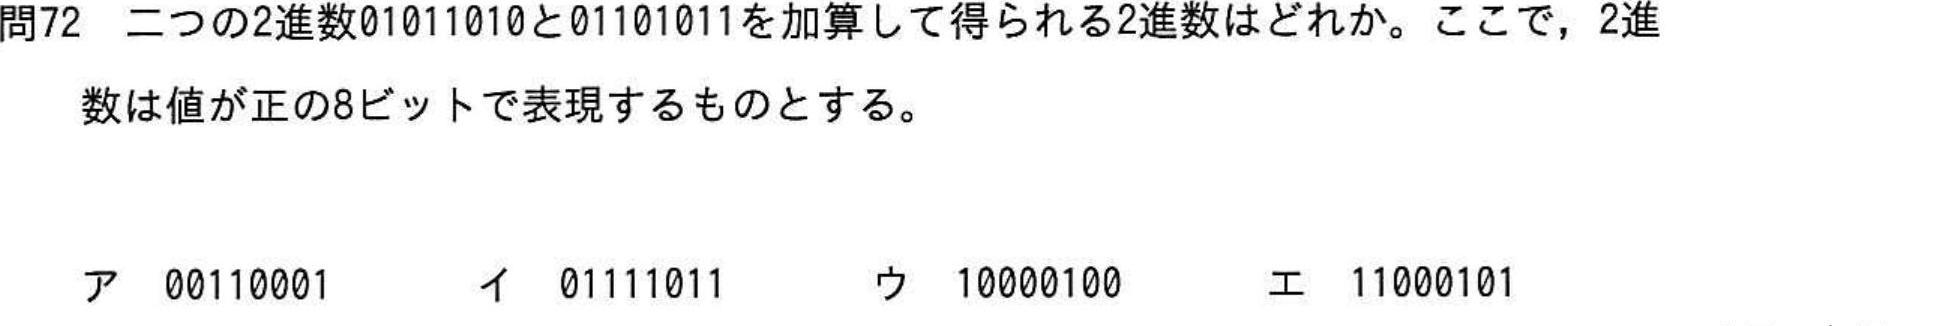 問72 二つの2進数01011010と01101011を加算して得られる2進数はどれか。ここで，2進
数は値が正の8ビットで表現するものとする。
ア 00110001 イ 01111011 ウ 10000100 エ 11000101